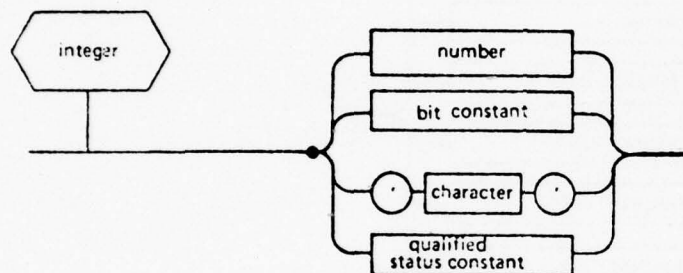 integer
number
bit constant
' character '
qualified
status constant